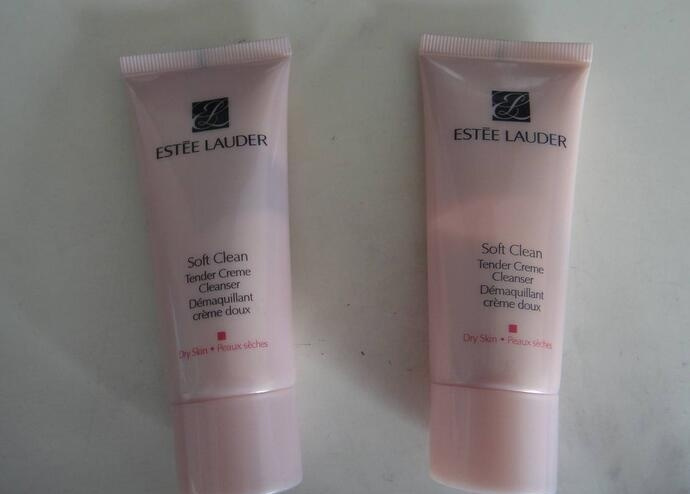 ESTĒE LAUDER
Soft Clean
Tender Creme
Cleanser
Démaquillant
crème doux
Dry Skin • Peaux sèches
ESTĒE LAUDER
Soft Clean
Tender Creme
Cleanser
Démaquillant
crème doux
Dry Skin • Peaux sèches